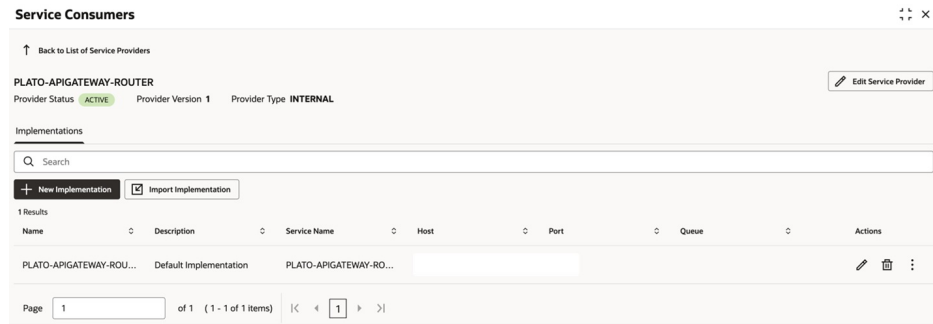 Service Consumers
Back to List of Service Providers
PLATO-APIGATEWAY-ROUTER
Edit Service Provider
Provider Status ACTIVE Provider Version 1 Provider Type INTERNAL
Implementations
Search
New Implementation Import Implementation
1 Results
Name Description Service Name Host Port Queue Actions
PLATO-APIGATEWAY-ROU... Default Implementation PLATO-APIGATEWAY-RO...
Page 1 of 1 ( 1 - 1 of 1 items) 1